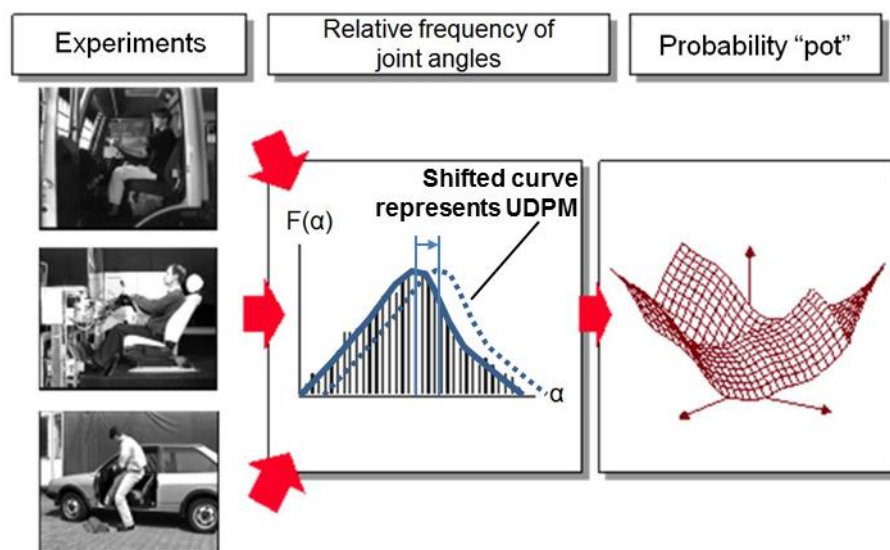 Experiments
Relative frequency of
joint angles
Probability “pot”
Shifted curve
represents UDPM
F(α)
α